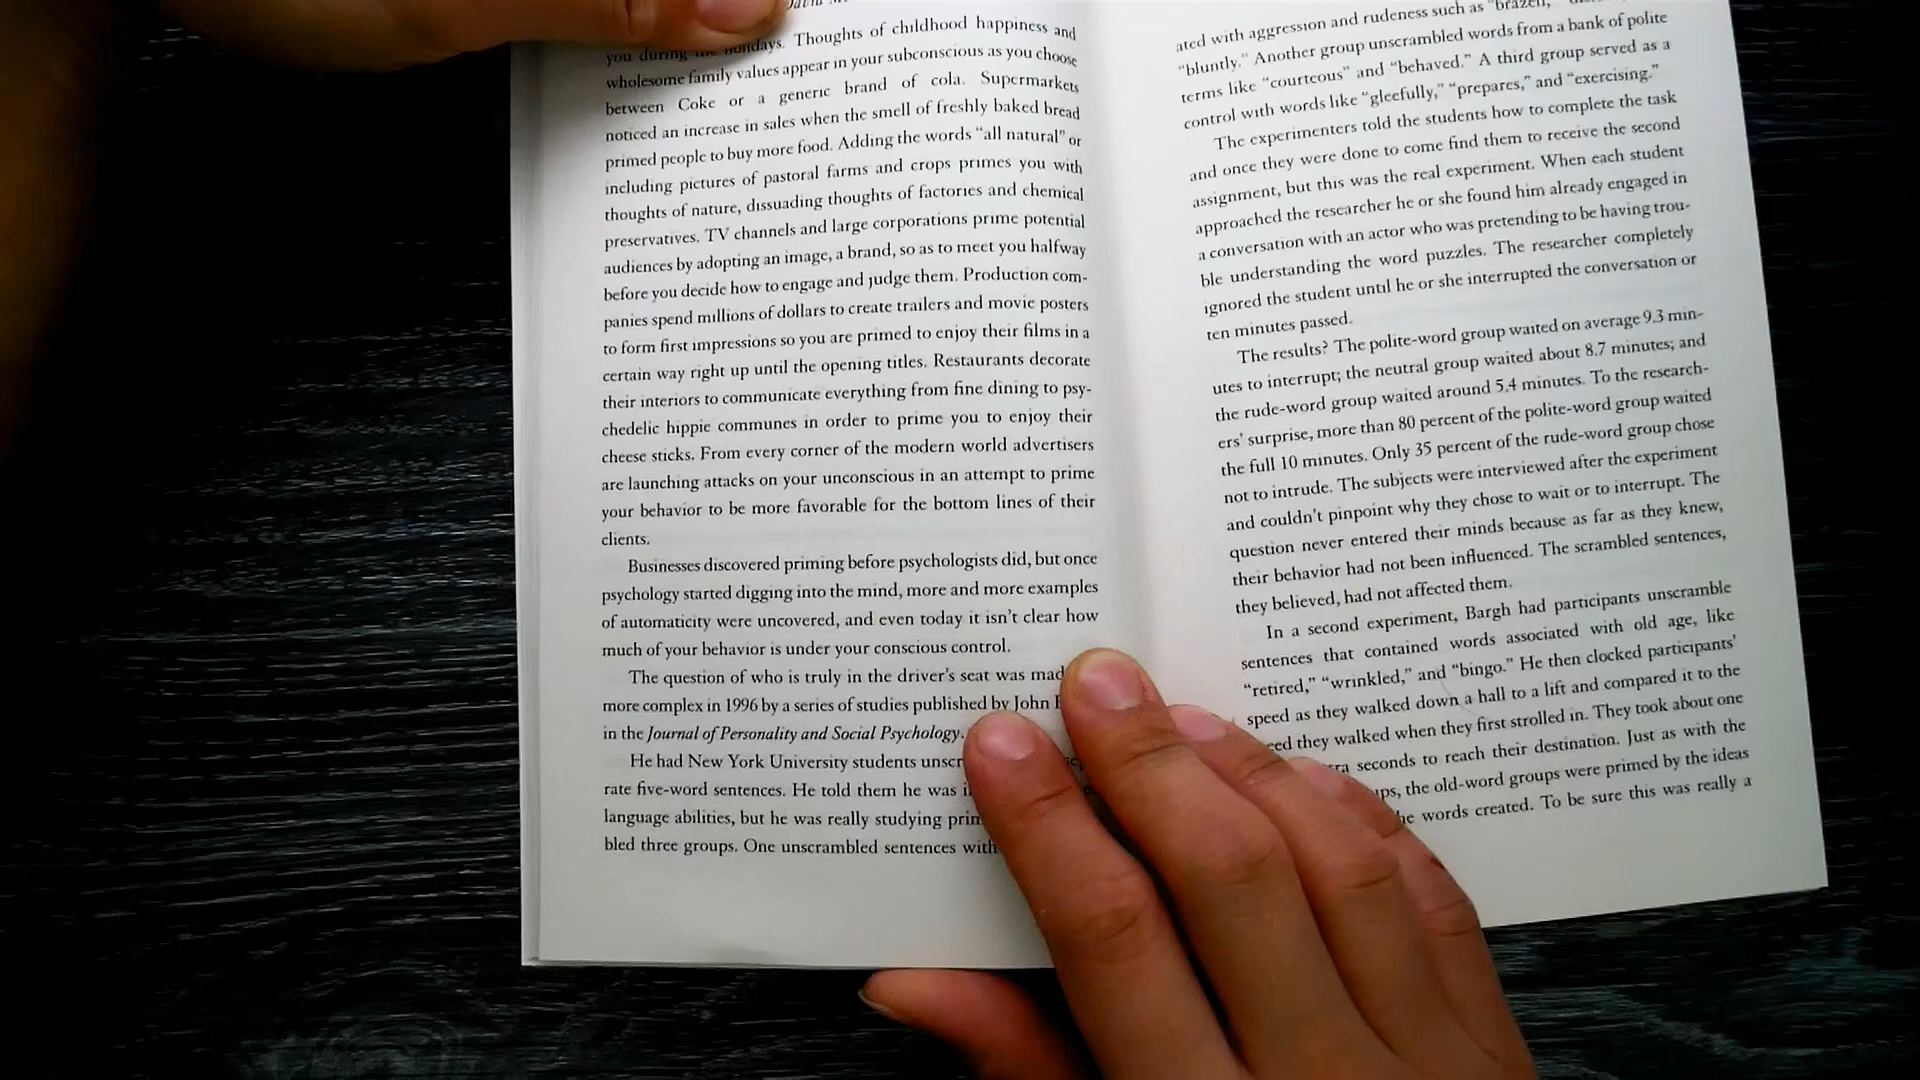 you during the holidays. Thoughts of childhood happiness and
wholesome family values appear in your subconscious as you choose
between Coke or a generic brand of cola. Supermarkets
noticed an increase in sales when the smell of freshly baked bread
primed people to buy more food. Adding the words “all natural” or
including pictures of pastoral farms and crops primes you with
thoughts of nature, dissuading thoughts of factories and chemical
preservatives. TV channels and large corporations prime potential
audiences by adopting an image, a brand, so as to meet you halfway
before you decide how to engage and judge them. Production com-
panies spend millions of dollars to create trailers and movie posters
to form first impressions so you are primed to enjoy their films in a
certain way right up until the opening titles. Restaurants decorate
their interiors to communicate everything from fine dining to psy-
chedelic hippie communes in order to prime you to enjoy their
cheese sticks. From every corner of the modern world advertisers
are launching attacks on your unconscious in an attempt to prime
your behavior to be more favorable for the bottom lines of their
clients.
Businesses discovered priming before psychologists did, but once
psychology started digging into the mind, more and more examples
of automaticity were uncovered, and even today it isn’t clear how
much of your behavior is under your conscious control.
The question of who is truly in the driver’s seat was
more complex in 1996 by a series of studies published by John
in the Journal of Personality and Social Psychology.
He had New York University students
rate five-word sentences. He told them he was
language abilities, but he was really studying
bled three groups. One unscrambled sentences with
ated with aggression and rudeness such as “brazen,”
“bluntly.” Another group unscrambled words from a bank of polite
terms like “courteous” and “behaved.” A third group served as a
control with words like “gleefully,” “prepares,” and “exercising.”
The experimenters told the students how to complete the task
and once they were done to come find them to receive the second
assignment, but this was the real experiment. When each student
approached the researcher he or she found him already engaged in
a conversation with an actor who was pretending to be having trou-
ble understanding the word puzzles. The researcher completely
ignored the student until he or she interrupted the conversation or
ten minutes passed.
The results? The polite-word group waited on average 9.3 min-
utes to interrupt; the neutral group waited about 8.7 minutes; and
the rude-word group waited around 5.4 minutes. To the research-
ers’ surprise, more than 80 percent of the polite-word group waited
the full 10 minutes. Only 35 percent of the rude-word group chose
not to intrude. The subjects were interviewed after the experiment
and couldn’t pinpoint why they chose to wait or to interrupt. The
question never entered their minds because as far as they knew,
their behavior had not been influenced. The scrambled sentences,
they believed, had not affected them.
In a second experiment, Bargh had participants unscramble
sentences that contained words associated with old age, like
“retired,” “wrinkled,” and “bingo.” He then clocked participants’
speed as they walked down a hall to a lift and compared it to the
they walked when they first strolled in. They took about one
seconds to reach their destination. Just as with the
the old-word groups were primed by the ideas
words created. To be sure this was really a